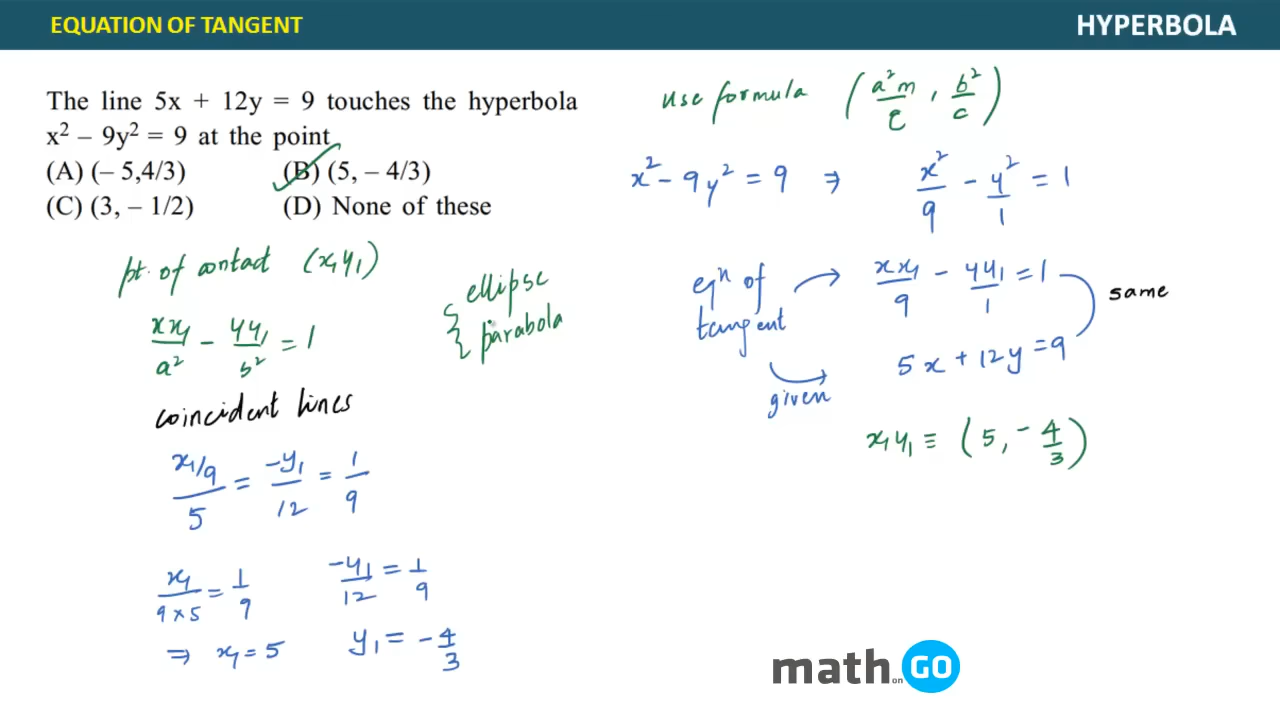 EQUATION OF TANGENT
HYPERBOLA
The line 5x + 12y = 9 touches the hyperbola
x² – 9y² = 9 at the point
(A) (– 5,4/3) (B) (5, – 4/3)
(C) (3, – 1/2) (D) None of these
pt. of contact (x₁y₁)
xx₁/a² - yy₁/b² = 1
{ ellipse
parabola
coincident lines
(x₁/9)/5 = -y₁/12 = 1/9
x₁/(9×5) = 1/9 -y₁/12 = 1/9
⇒ x₁ = 5 y₁ = -4/3
use formula (a²m/c, b²/c)
x² - 9y² = 9 ⇒ x²/9 - y²/1 = 1
eqⁿ of
tangent
→ xx₁/9 - yy₁/1 = 1
same
5x + 12y = 9
given
x₁y₁ ≡ (5, -4/3)
math on GO